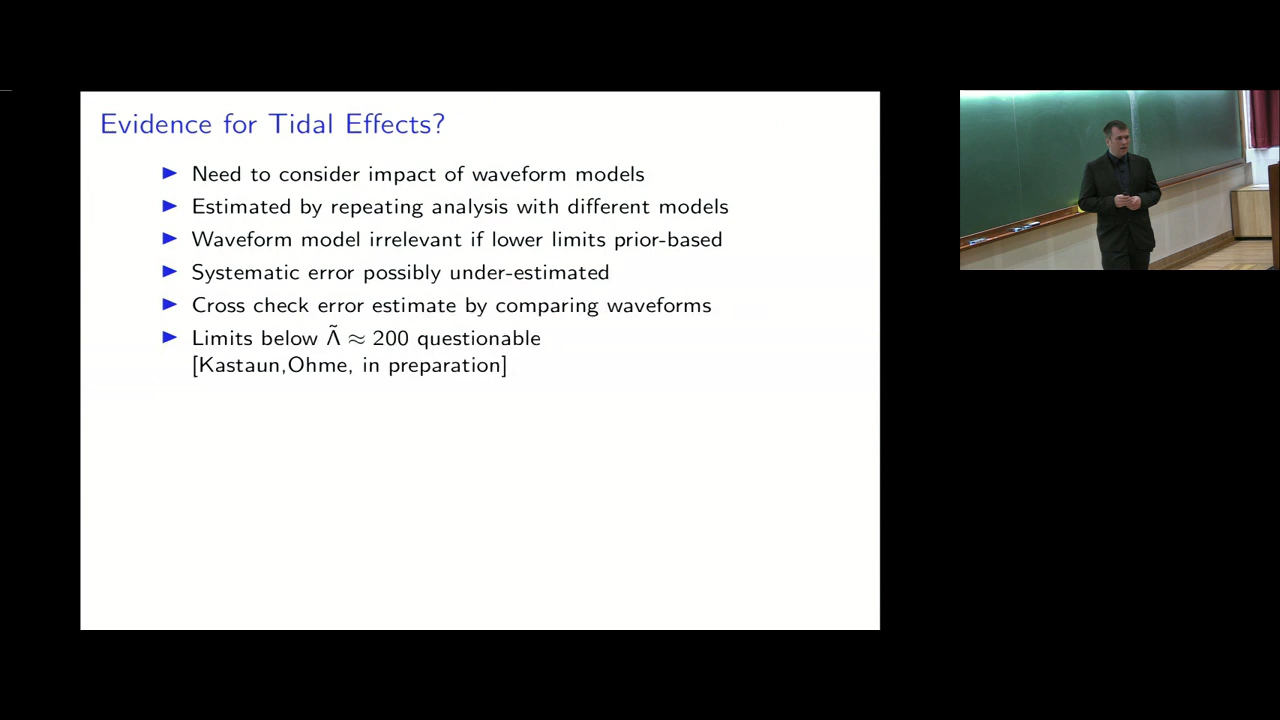 Evidence for Tidal Effects?
▶ Need to consider impact of waveform models
▶ Estimated by repeating analysis with different models
▶ Waveform model irrelevant if lower limits prior-based
▶ Systematic error possibly under-estimated
▶ Cross check error estimate by comparing waveforms
▶ Limits below Λ̃ ≈ 200 questionable
[Kastaun,Ohme, in preparation]